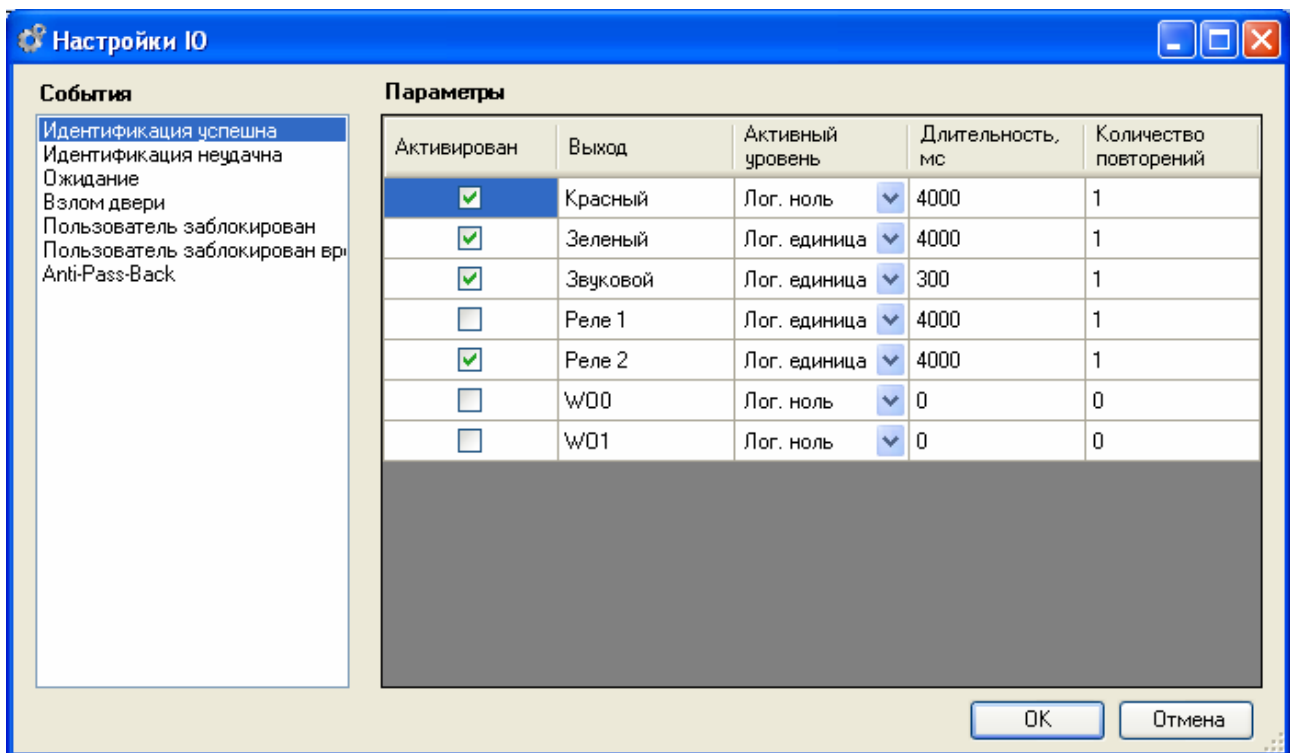 Настройки IO
События
Параметры
Идентификация успешна
Идентификация неудачна
Ожидание
Взлом двери
Пользователь заблокирован
Пользователь заблокирован вр
Anti-Pass-Back
Активирован Выход Активный уровень Длительность, мс Количество повторений
Красный Лог. ноль 4000 1
Зеленый Лог. единица 4000 1
Звуковой Лог. единица 300 1
Реле 1 Лог. единица 4000 1
Реле 2 Лог. единица 4000 1
WO0 Лог. ноль 0 0
WO1 Лог. ноль 0 0
OK Отмена